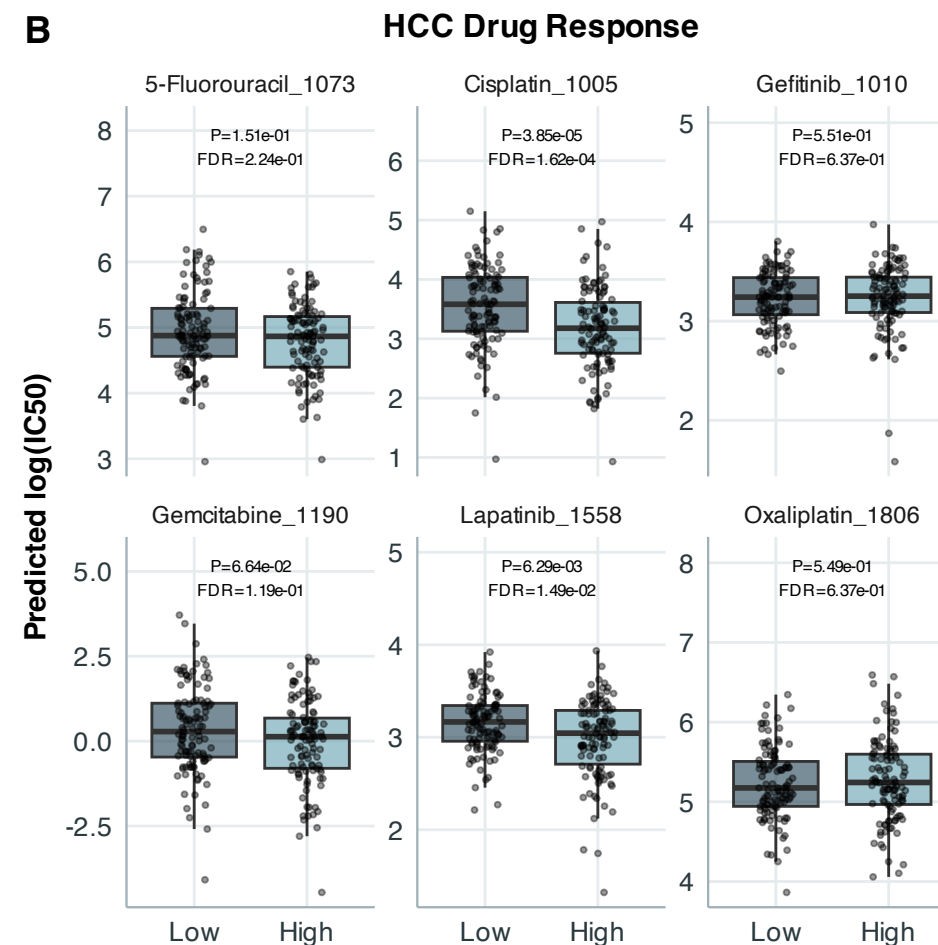 B
HCC Drug Response
Predicted log(IC50)
5-Fluorouracil_1073
P=1.51e-01
FDR=2.24e-01
8
7
6
5
4
3
Cisplatin_1005
P=3.85e-05
FDR=1.62e-04
6
5
4
3
2
1
Gefitinib_1010
P=5.51e-01
FDR=6.37e-01
5
4
3
2
Gemcitabine_1190
P=6.64e-02
FDR=1.19e-01
5.0
2.5
0.0
-2.5
Low High
Lapatinib_1558
P=6.29e-03
FDR=1.49e-02
5
4
3
2
Low High
Oxaliplatin_1806
P=5.49e-01
FDR=6.37e-01
8
7
6
5
4
Low High